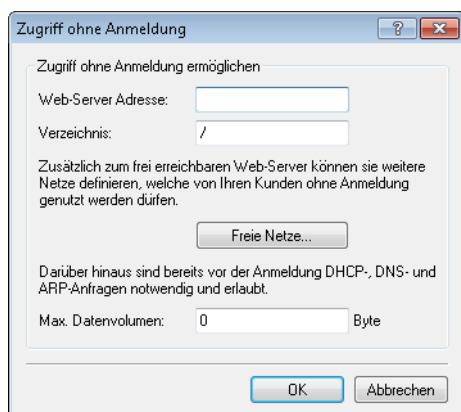 Zugriff ohne Anmeldung
Zugriff ohne Anmeldung ermöglichen
Web-Server Adresse:
Verzeichnis: /
Zusätzlich zum frei erreichbaren Web-Server können sie weitere
Netze definieren, welche von Ihren Kunden ohne Anmeldung
genutzt werden dürfen.
Freie Netze...
Darüber hinaus sind bereits vor der Anmeldung DHCP-, DNS- und
ARP-Anfragen notwendig und erlaubt.
Max. Datenvolumen: 0 Byte
OK Abbrechen